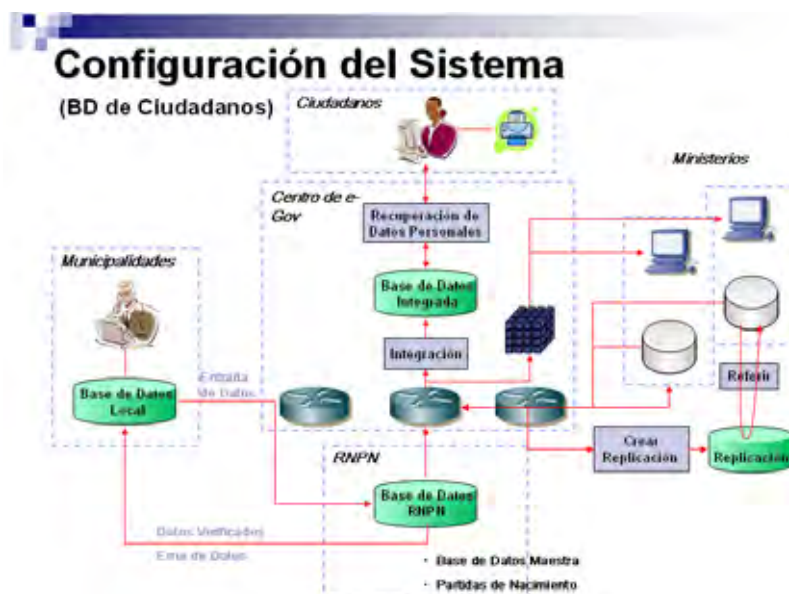 Configuración del Sistema
(BD de Ciudadanos)
Ciudadanos
Ministerios
Centro de e-
Gov
Recuperación de
Datos Personales
Municipalidades
Base de Datos
Integrada
Integración
Entrada
de Datos
Base de Datos
Local
Referir
Crear
Replicación
Replicación
RNPN
Base de Datos
RNPN
Datos Verificados
de Datos
· Base de Datos Maestra
· Partidas de Nacimiento